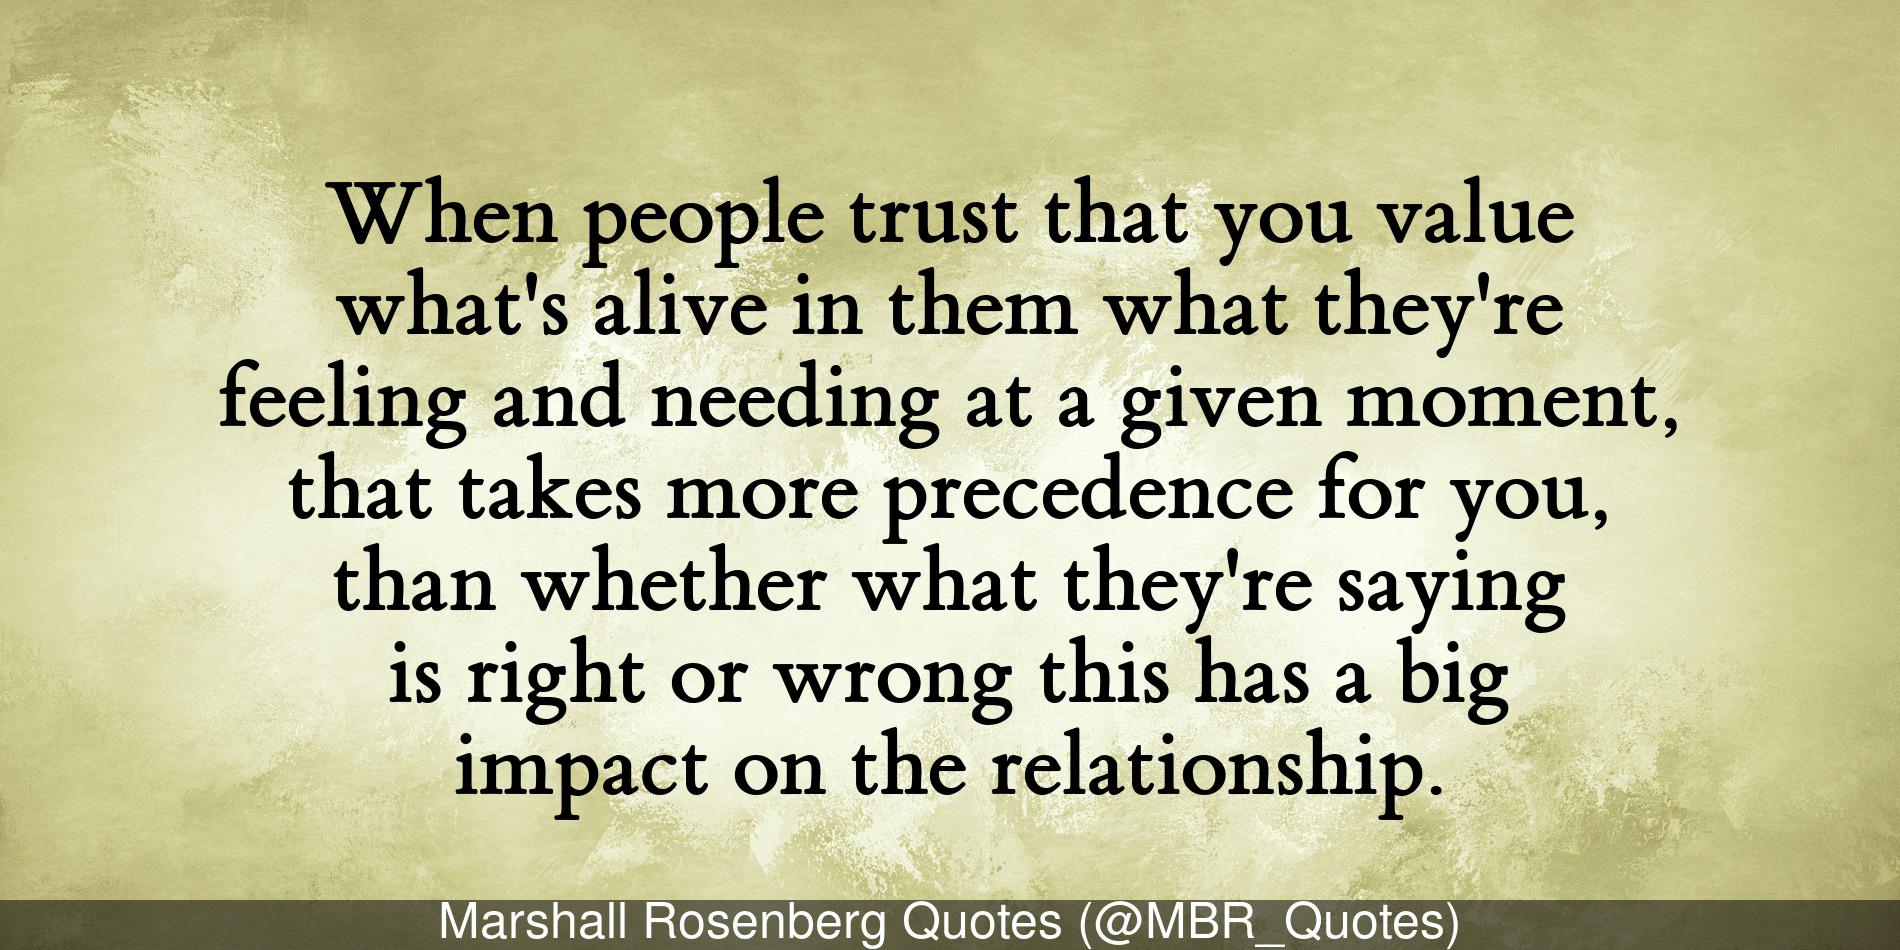 When people trust that you value
what's alive in them what they're
feeling and needing at a given moment,
that takes more precedence for you,
than whether what they're saying
is right or wrong this has a big
impact on the relationship.
Marshall Rosenberg Quotes (@MBR_Quotes)